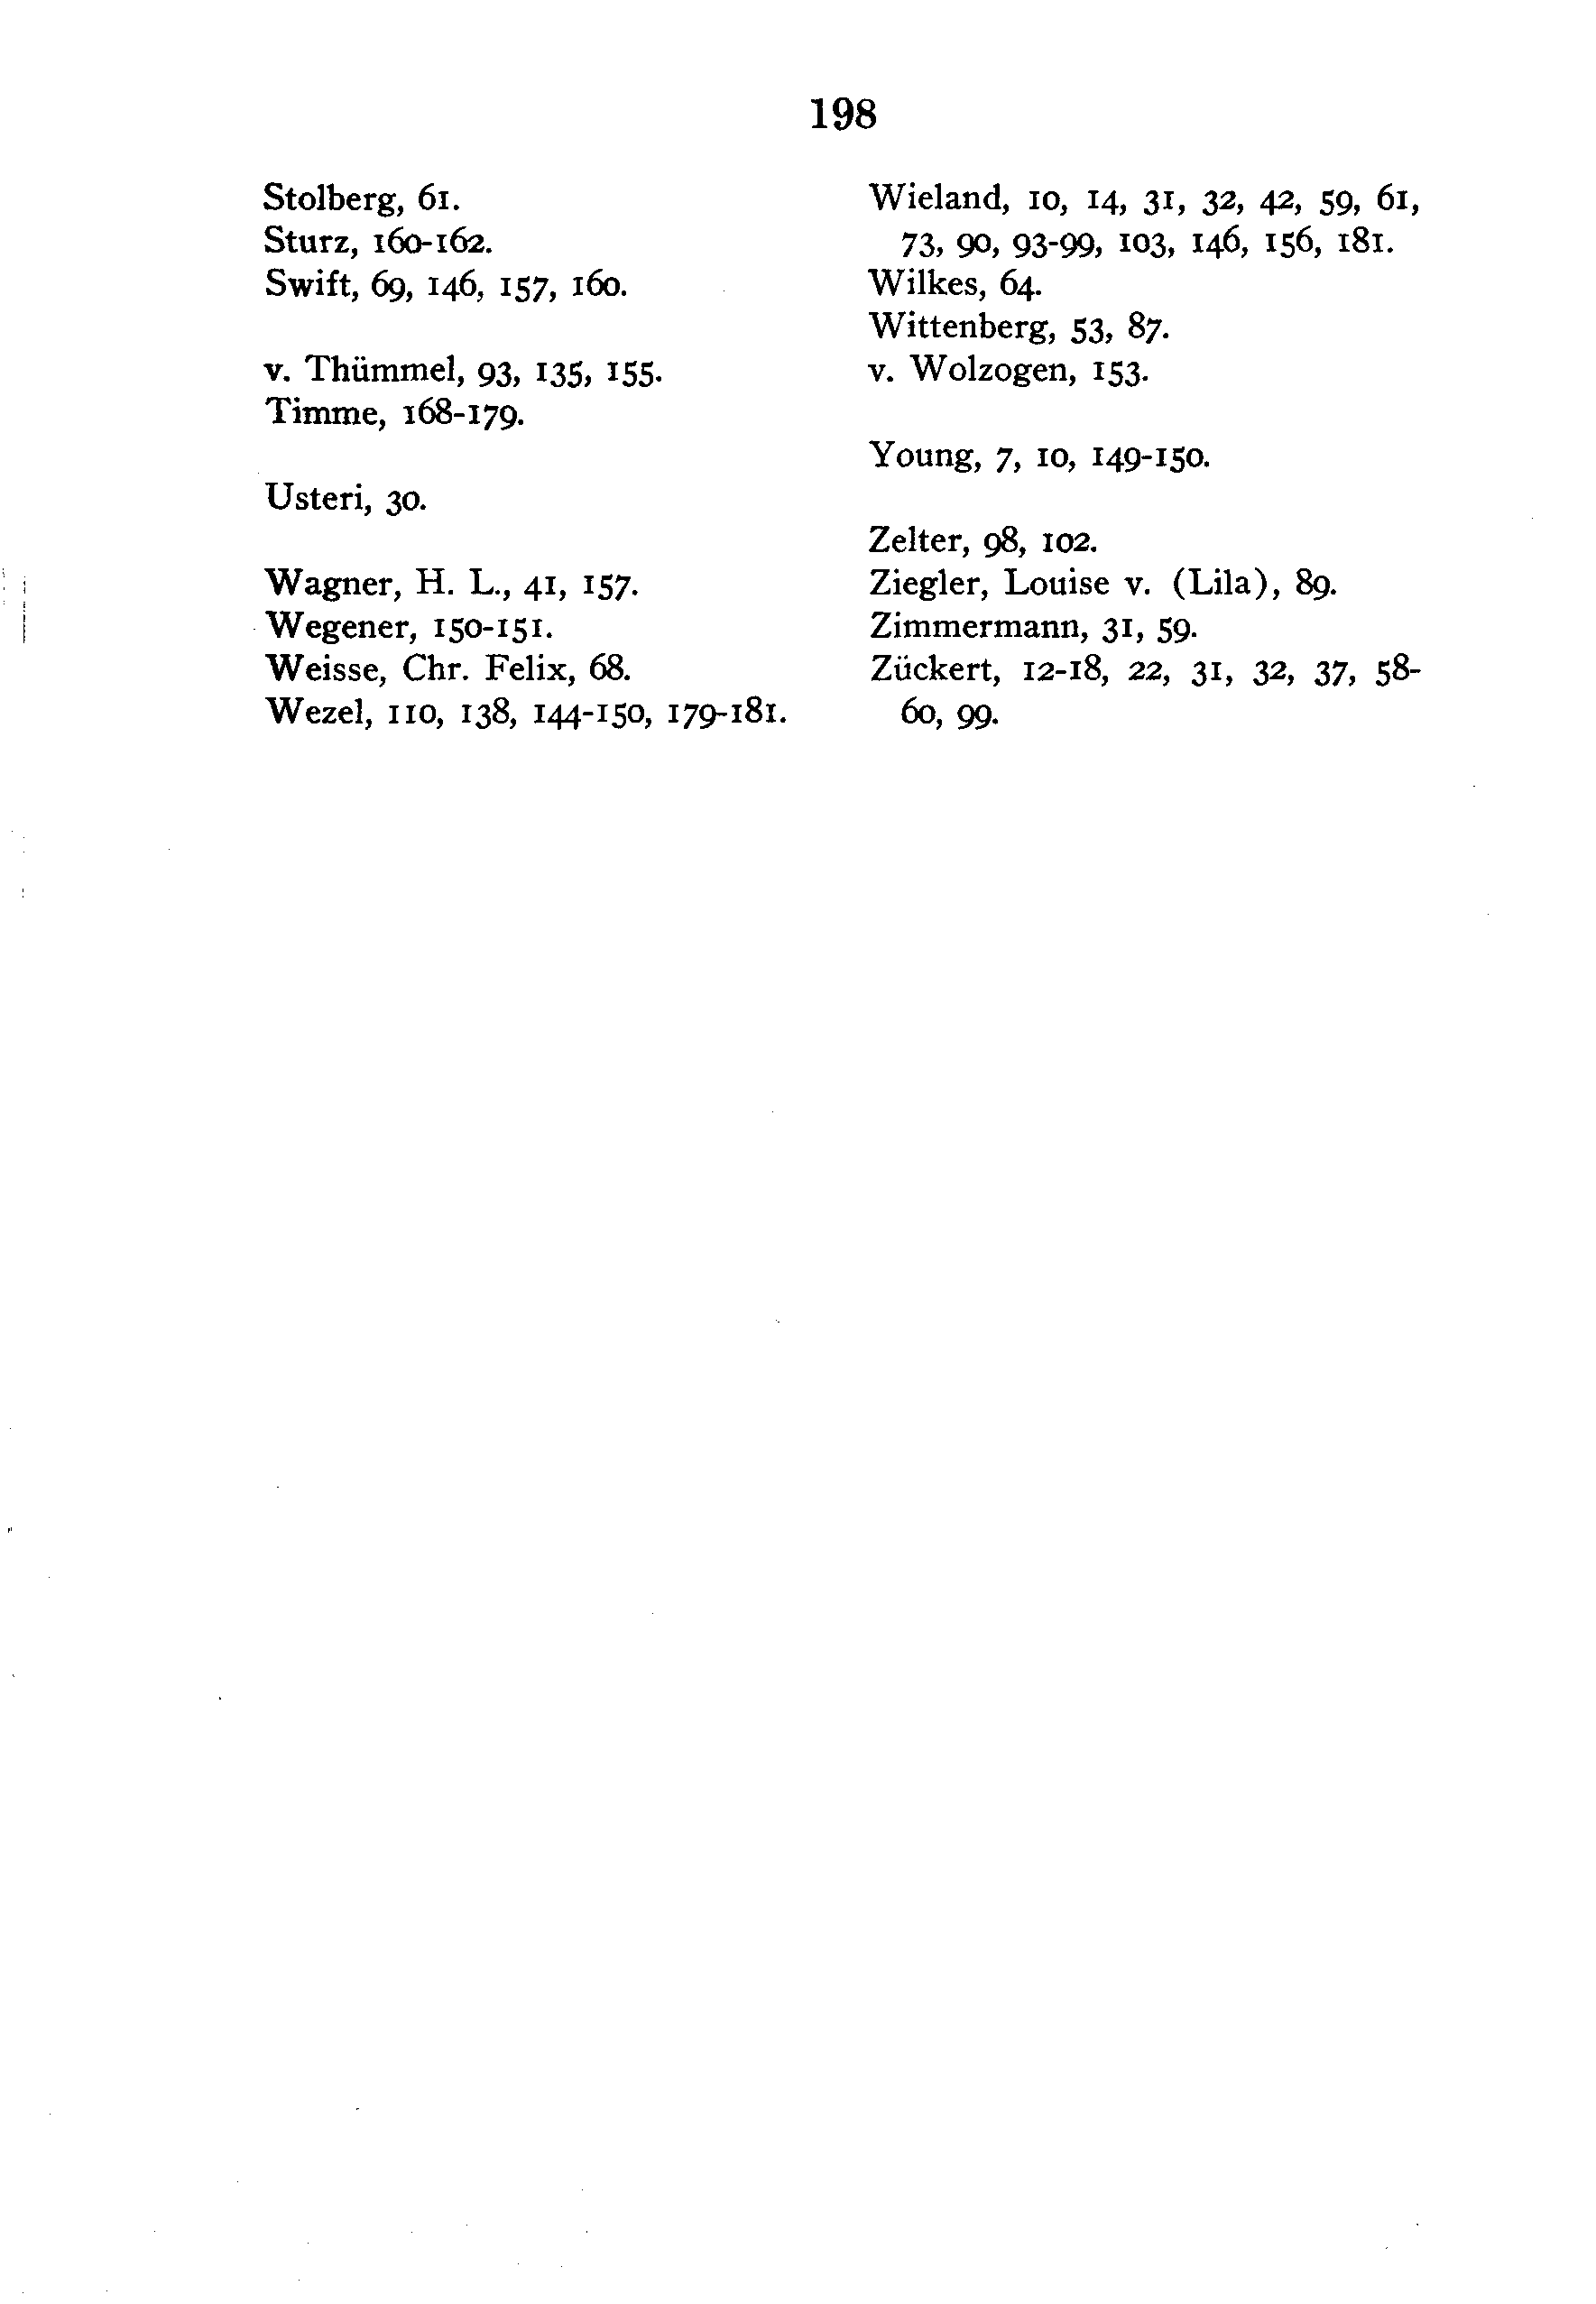 198
Stolberg, 61.
Sturz, 160-162.
Swift, 69, 146, 157, 160.
v. Thümmel, 93, 135, 155.
Timme, 168-179.
Usteri, 30.
Wagner, H. L., 41, 157.
Wegener, 150-151.
Weisse, Chr. Felix, 68.
Wezel, 110, 138, 144-150, 179-181.
Wieland, 10, 14, 31, 32, 42, 59, 61,
73, 90, 93-99, 103, 146, 156, 181.
Wilkes, 64.
Wittenberg, 53, 87.
v. Wolzogen, 153.
Young, 7, 10, 149-150.
Zelter, 98, 102.
Ziegler, Louise v. (Lila), 89.
Zimmermann, 31, 59.
Zückert, 12-18, 22, 31, 32, 37, 58-
60, 99.